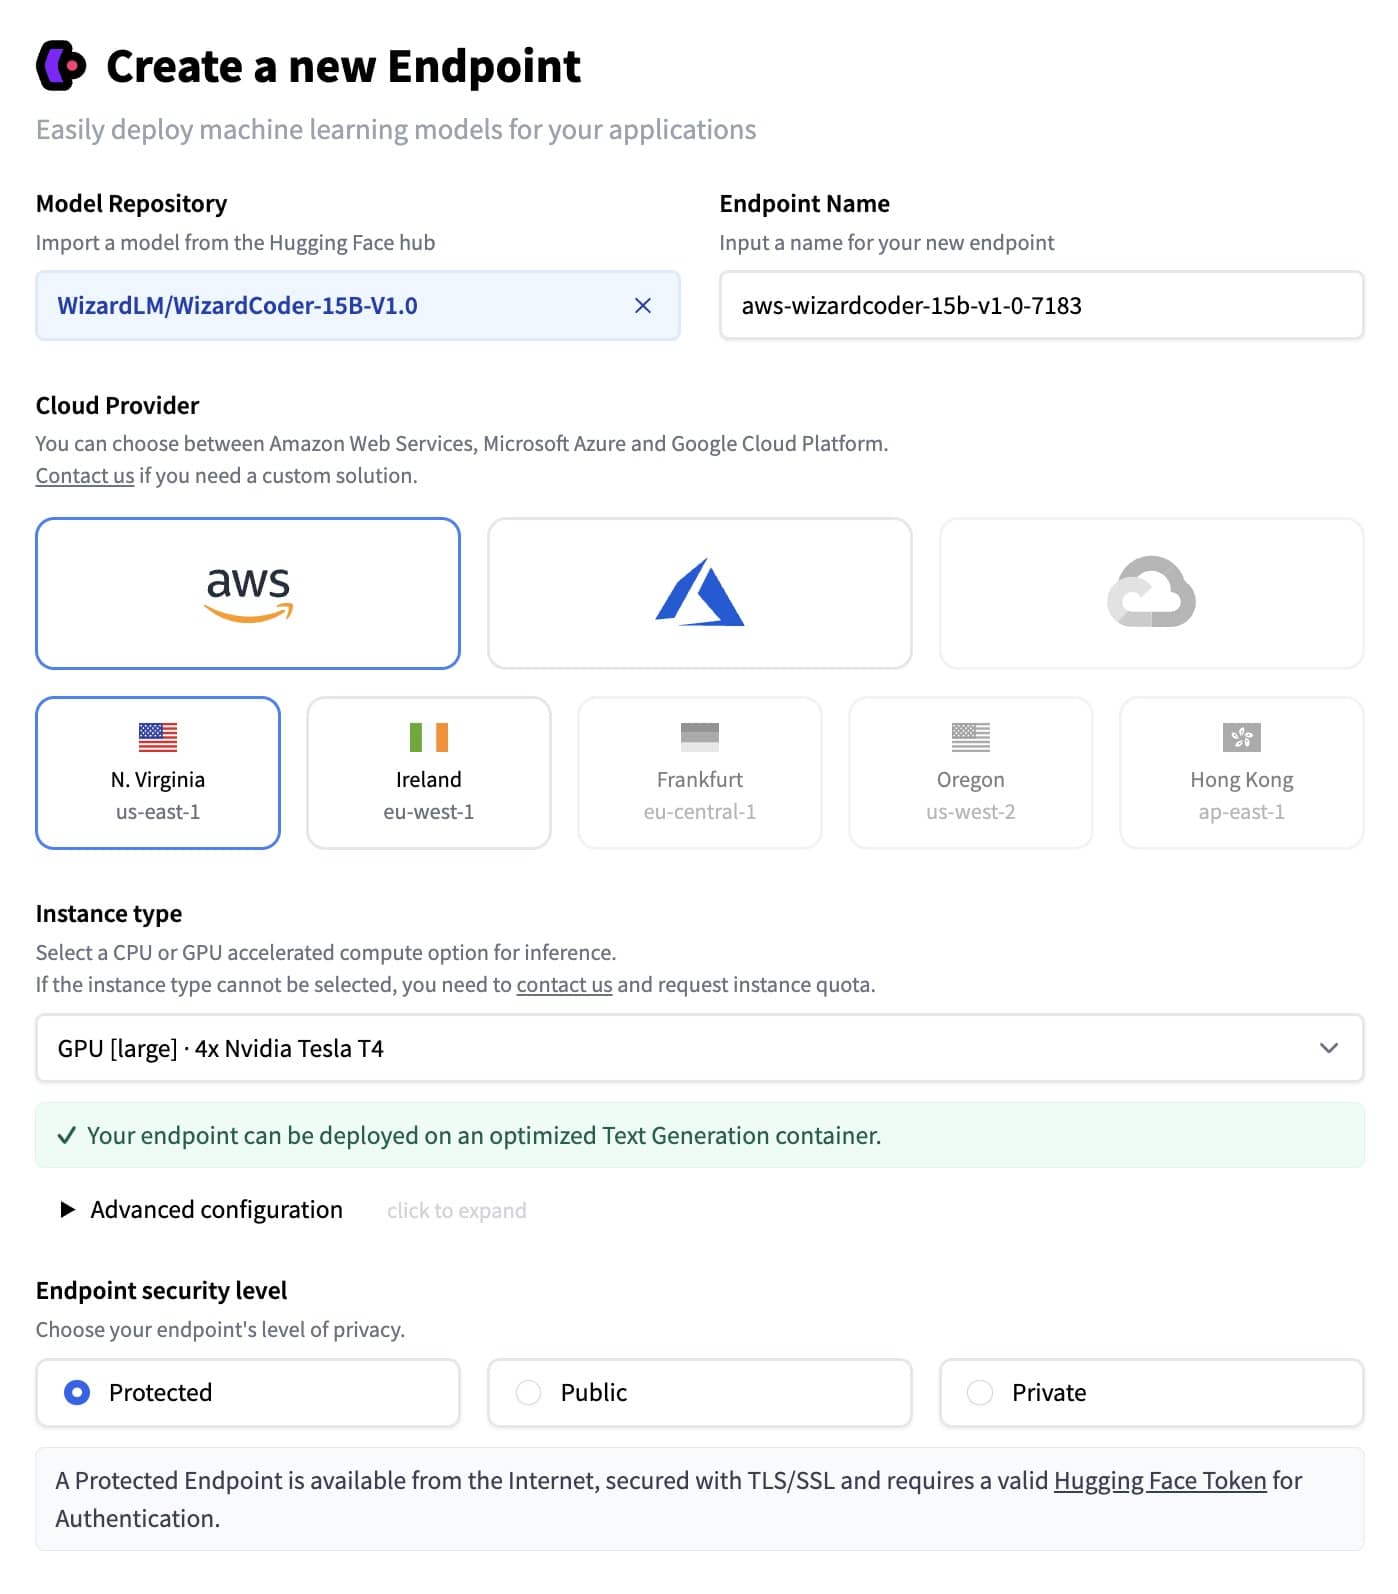 Create a new Endpoint
Easily deploy machine learning models for your applications
Model Repository
Import a model from the Hugging Face hub
WizardLM/WizardCoder-15B-V1.0
Endpoint Name
Input a name for your new endpoint
aws-wizardcoder-15b-v1-0-7183
Cloud Provider
You can choose between Amazon Web Services, Microsoft Azure and Google Cloud Platform.
Contact us if you need a custom solution.
aws
N. Virginia
us-east-1
Ireland
eu-west-1
Frankfurt
eu-central-1
Oregon
us-west-2
Hong Kong
ap-east-1
Instance type
Select a CPU or GPU accelerated compute option for inference.
If the instance type cannot be selected, you need to contact us and request instance quota.
GPU [large] · 4x Nvidia Tesla T4
✓ Your endpoint can be deployed on an optimized Text Generation container.
Advanced configuration click to expand
Endpoint security level
Choose your endpoint's level of privacy.
Protected
Public
Private
A Protected Endpoint is available from the Internet, secured with TLS/SSL and requires a valid Hugging Face Token for
Authentication.